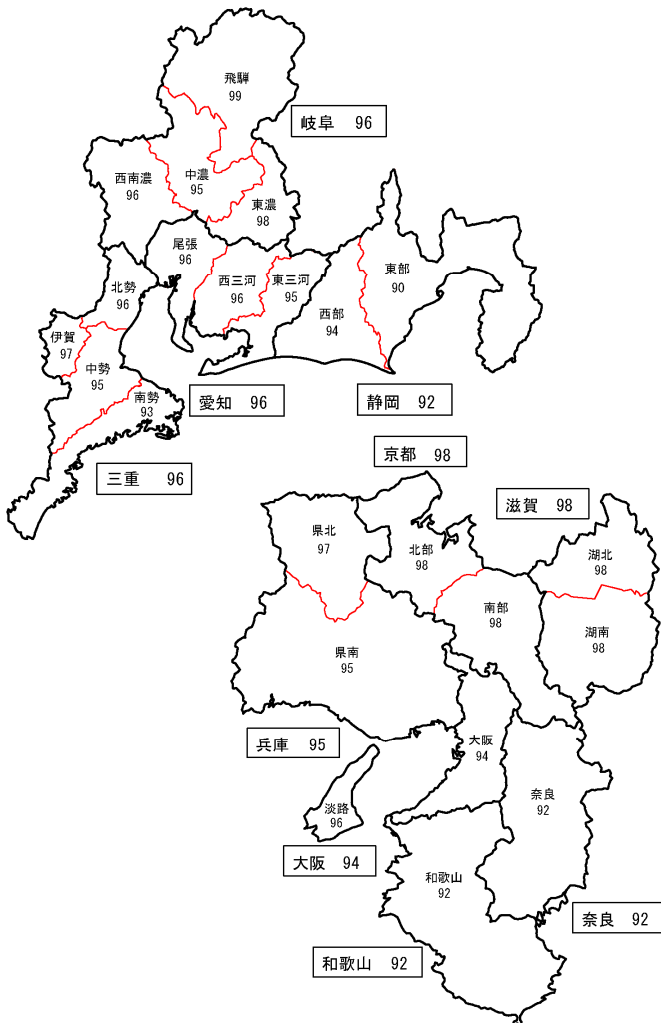 飛騨
99
岐阜 96
西南濃
96
中濃
95
東濃
98
尾張
96
西三河
96
東三河
95
西部
94
東部
90
北勢
96
伊賀
97
中勢
95
南勢
93
愛知 96
静岡 92
三重 96
京都 98
滋賀 98
県北
97
北部
98
湖北
98
南部
98
湖南
98
県南
95
兵庫 95
大阪
94
淡路
96
奈良
92
大阪 94
和歌山
92
奈良 92
和歌山 92